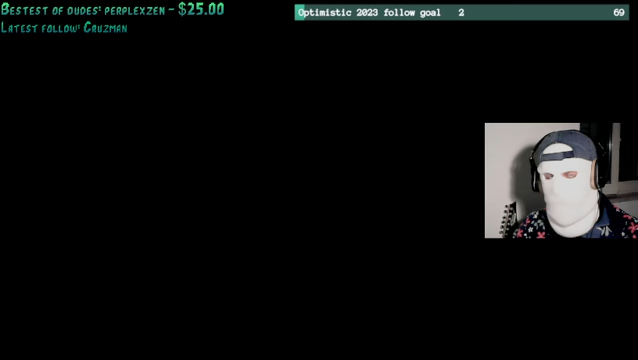 Bestest of dudes: perplexzen - $25.00
Optimistic 2023 follow goal 2 69
Latest follow: Cruzman